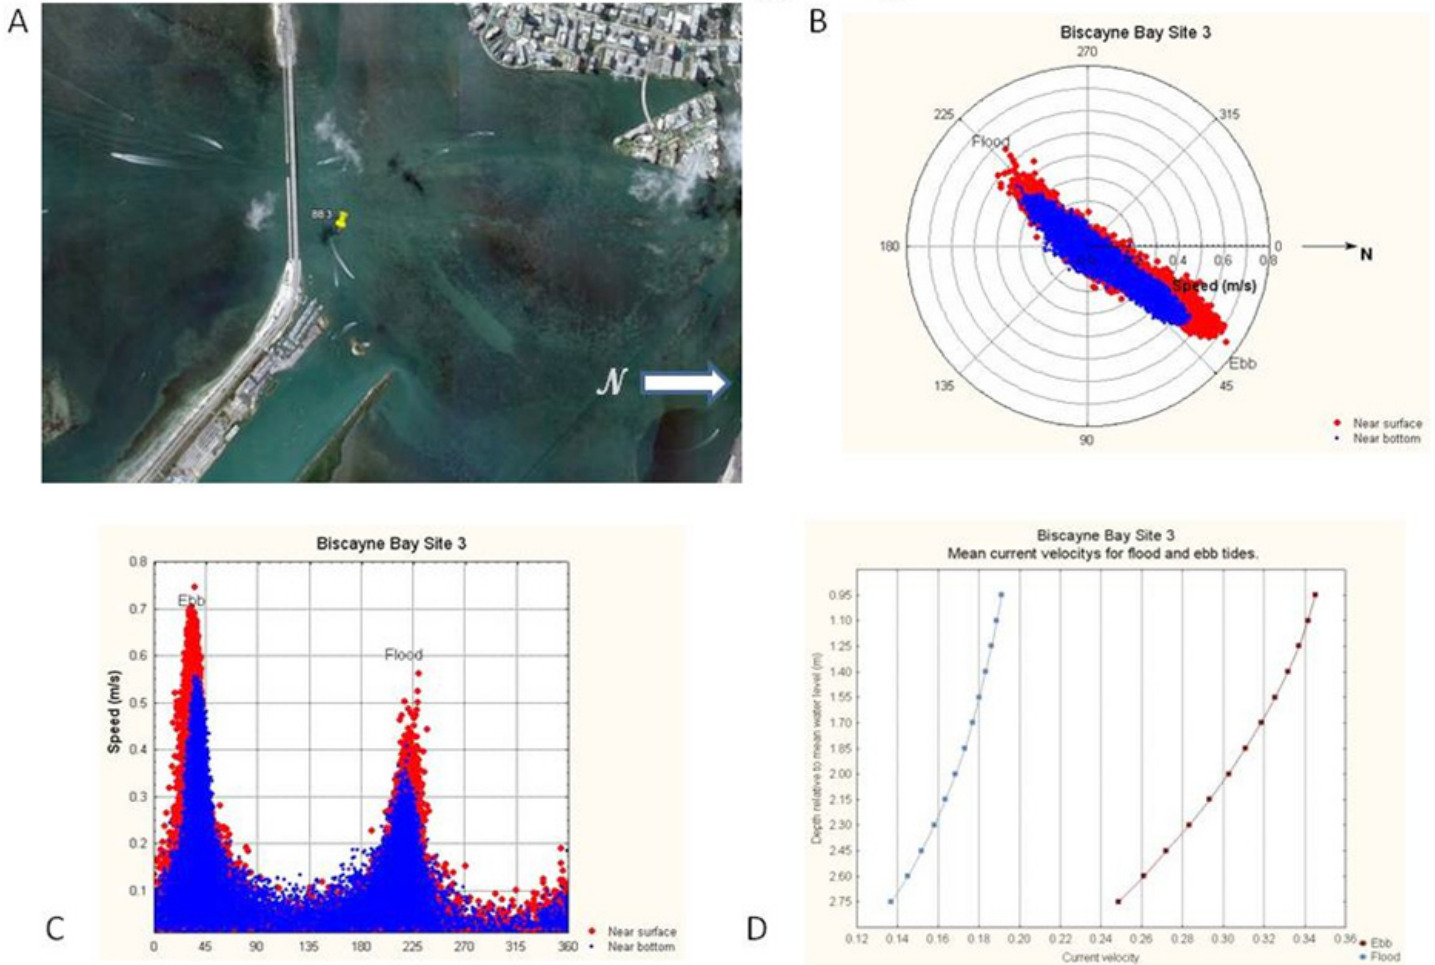 A
BB 3
N
B
Biscayne Bay Site 3
270
225
315
Flood
180
0.2 0.4 0.6 0.8
0
N
Speed (m/s)
Ebb
135
45
90
Near surface
Near bottom
C
Biscayne Bay Site 3
Speed (m/s)
0.8
0.7
0.6
0.5
0.4
0.3
0.2
0.1
Ebb
Flood
0 45 90 135 180 225 270 315 360
Near surface
Near bottom
D
Biscayne Bay Site 3
Mean current velocitys for flood and ebb tides.
Depth relative to mean water level (m)
0.95
1.10
1.25
1.40
1.55
1.70
1.85
2.00
2.15
2.30
2.45
2.60
2.75
0.12 0.14 0.16 0.18 0.20 0.22 0.24 0.26 0.28 0.30 0.32 0.34 0.36
Current velocity
Ebb
Flood